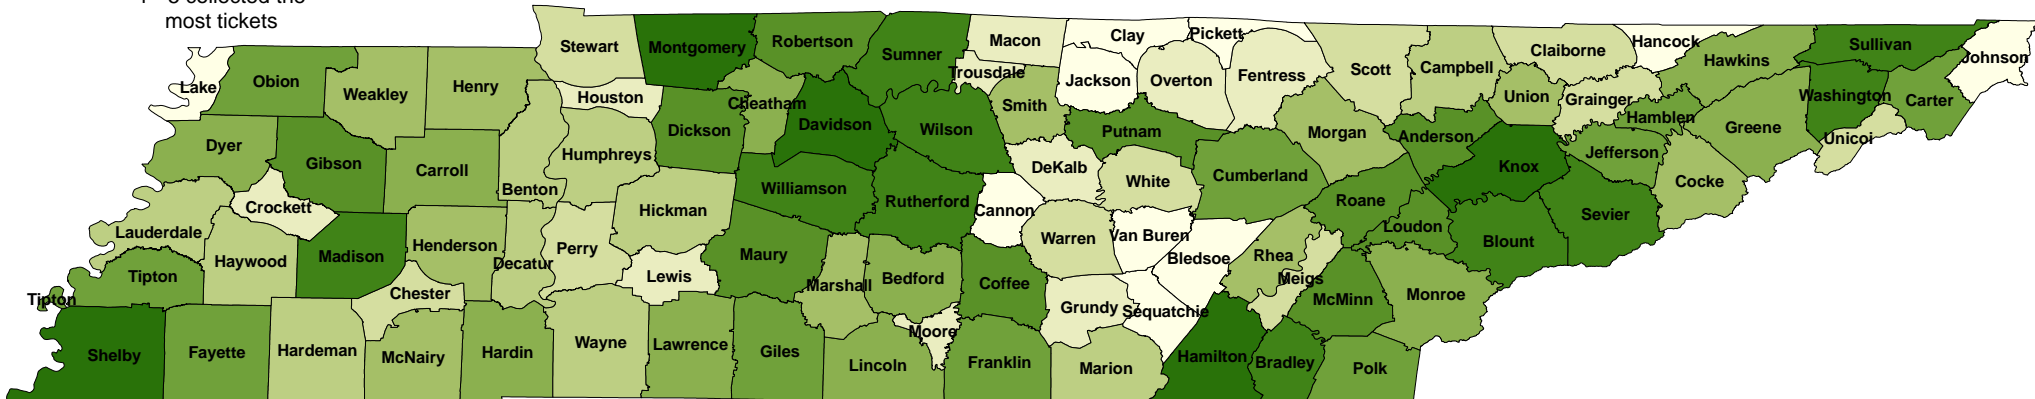 most tickets
Stewart
Montgomery
Robertson
Sumner
Macon
Clay
Pickett
Claiborne
Hancock
Sullivan
Johnson
Lake
Obion
Weakley
Henry
Houston
Cheatham
Trousdale
Smith
Jackson
Overton
Fentress
Scott
Campbell
Union
Grainger
Hawkins
Hamblen
Washington
Carter
Unicoi
Dyer
Gibson
Carroll
Benton
Humphreys
Dickson
Davidson
Wilson
DeKalb
Putnam
White
Cumberland
Morgan
Anderson
Knox
Jefferson
Greene
Cocke
Lauderdale
Crockett
Haywood
Madison
Henderson
Decatur
Perry
Hickman
Lewis
Williamson
Maury
Rutherford
Cannon
Warren
Van Buren
Bledsoe
Rhea
Meigs
Roane
Loudon
Blount
Sevier
Tipton
Tipton
Chester
Marshall
Bedford
Coffee
Grundy
Sequatchie
McMinn
Monroe
Shelby
Fayette
Hardeman
McNairy
Hardin
Wayne
Lawrence
Giles
Lincoln
Moore
Franklin
Marion
Hamilton
Bradley
Polk